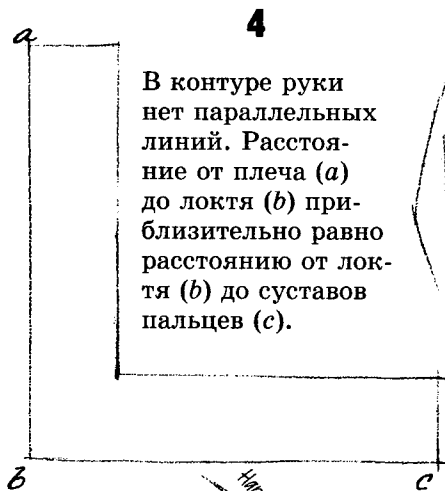 4
a
В контуре руки
нет параллельных
линий. Расстоя-
ние от плеча (a)
до локтя (b) при-
близительно равно
расстоянию от лок-
тя (b) до суставов
пальцев (c).
b
c